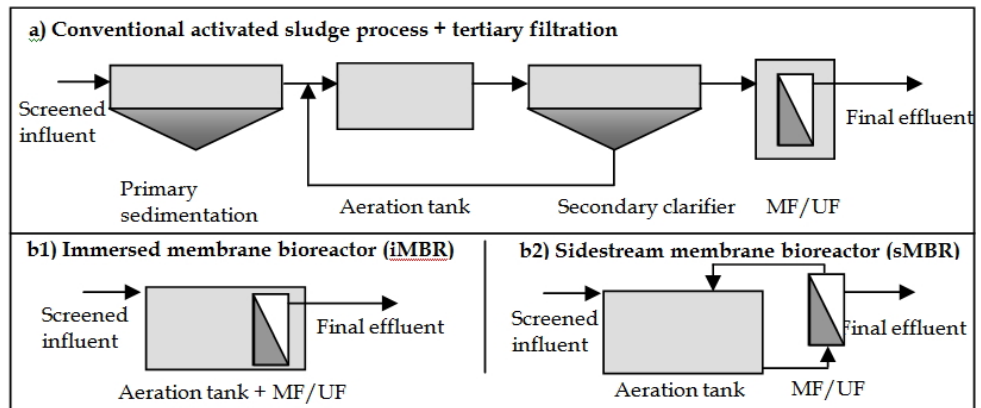 a) Conventional activated sludge process + tertiary filtration
Screened
influent
Primary
sedimentation
Aeration tank
Secondary clarifier
MF/UF
Final effluent
b1) Immersed membrane bioreactor (iMBR)
Screened
influent
Final effluent
Aeration tank + MF/UF
b2) Sidestream membrane bioreactor (sMBR)
Screened
influent
Final effluent
Aeration tank
MF/UF